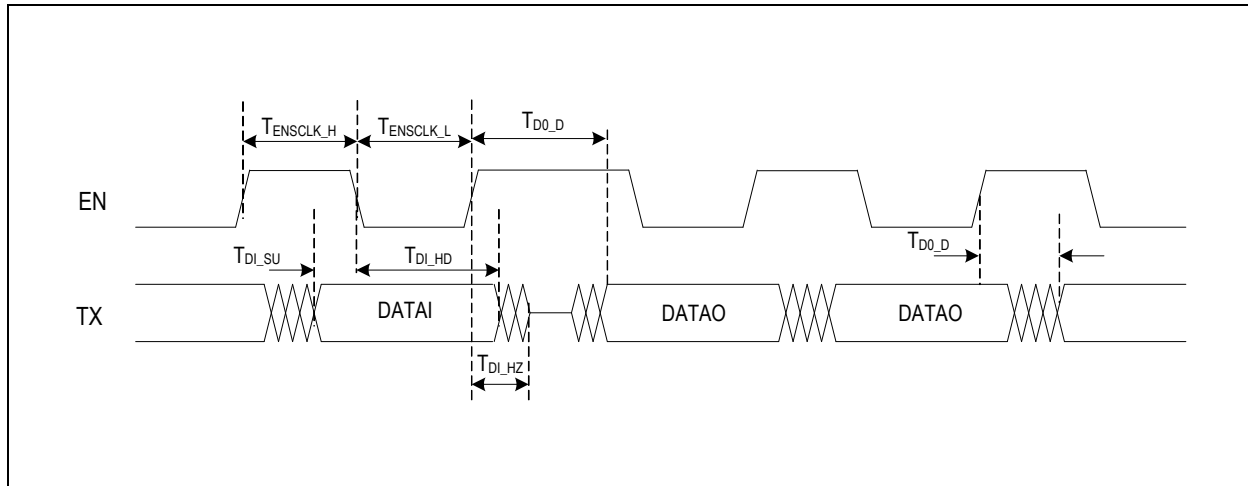 TENSCLK_H TENSCLK_L TD0_D
EN
TD0_D
TDI_SU TDI_HD
TX DATAI DATAO DATAO
TDI_HZ